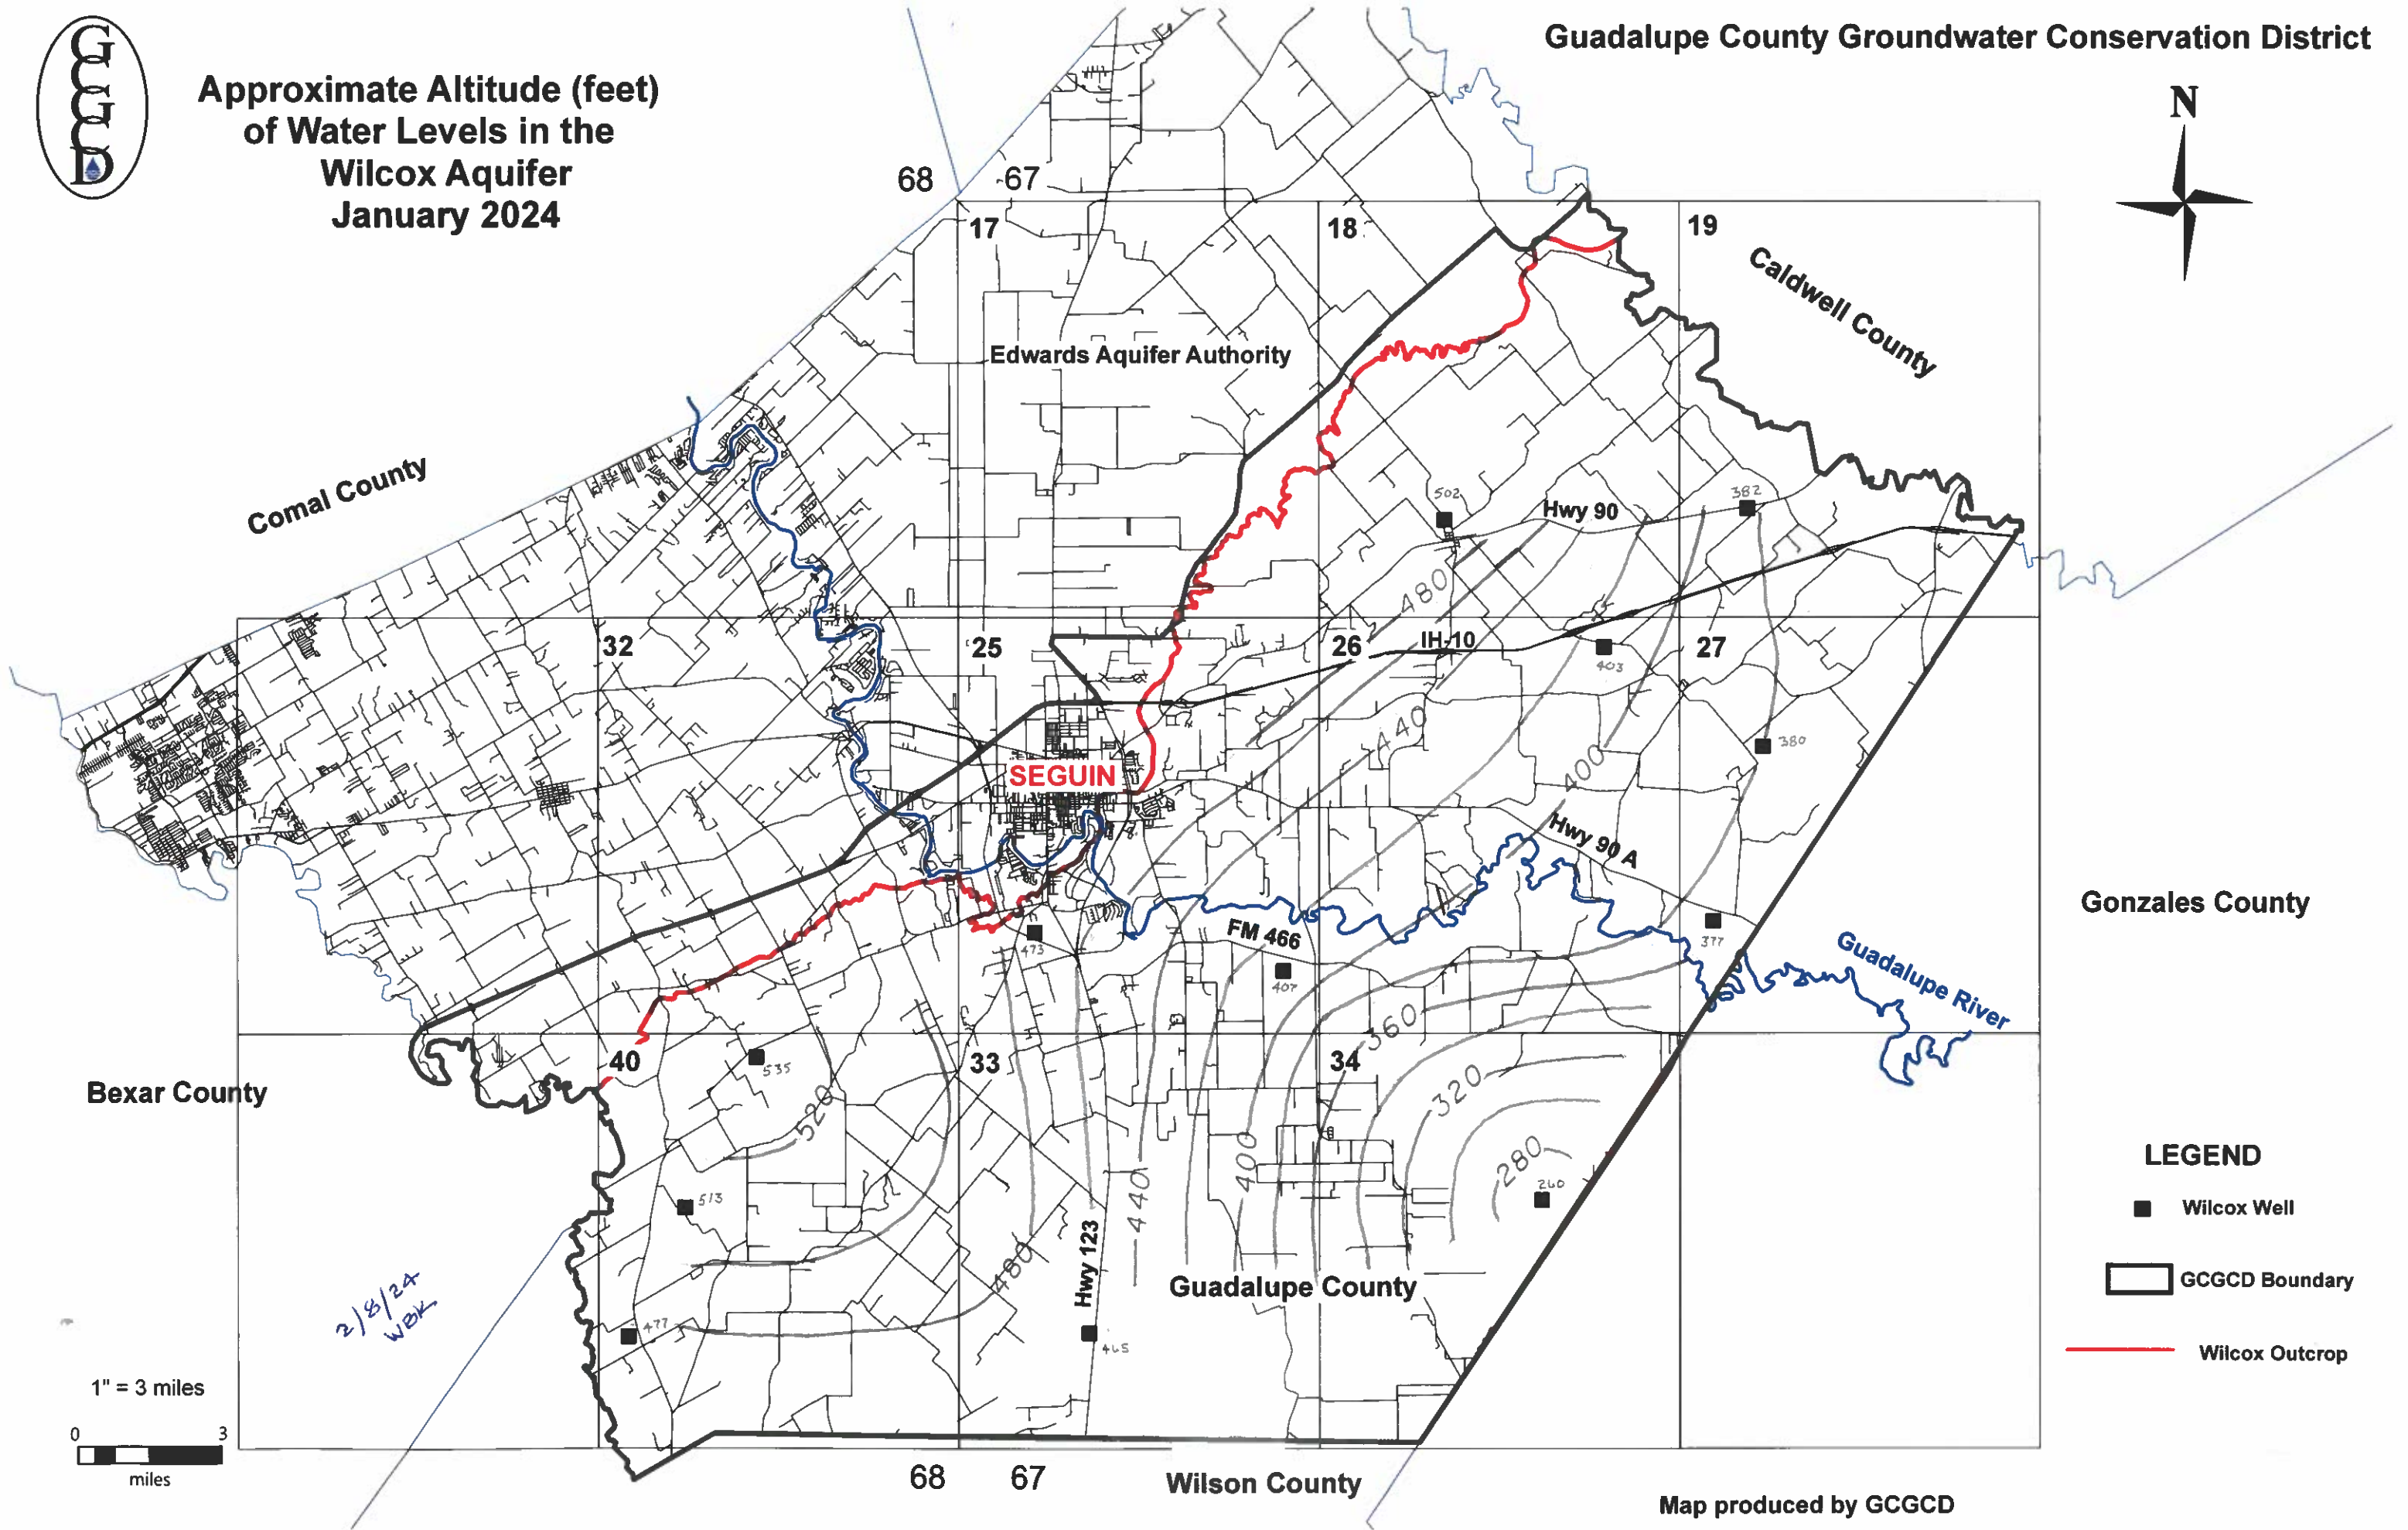 GCGCD
Approximate Altitude (feet)
of Water Levels in the
Wilcox Aquifer
January 2024
Guadalupe County Groundwater Conservation District
N
68
67
17
18
19
Caldwell County
Edwards Aquifer Authority
Comal County
502
Hwy 90
382
480
32
25
26
IH-10
27
403
440
380
SEGUIN
400
Hwy 90 A
Gonzales County
473
FM 466
377
407
Guadalupe River
360
40
535
33
34
Bexar County
520
320
280
260
LEGEND
Wilcox Well
513
400
440
Hwy 123
480
Guadalupe County
GCGCD Boundary
2/8/24
WBK
477
465
Wilcox Outcrop
1" = 3 miles
0 3
miles
68
67
Wilson County
Map produced by GCGCD